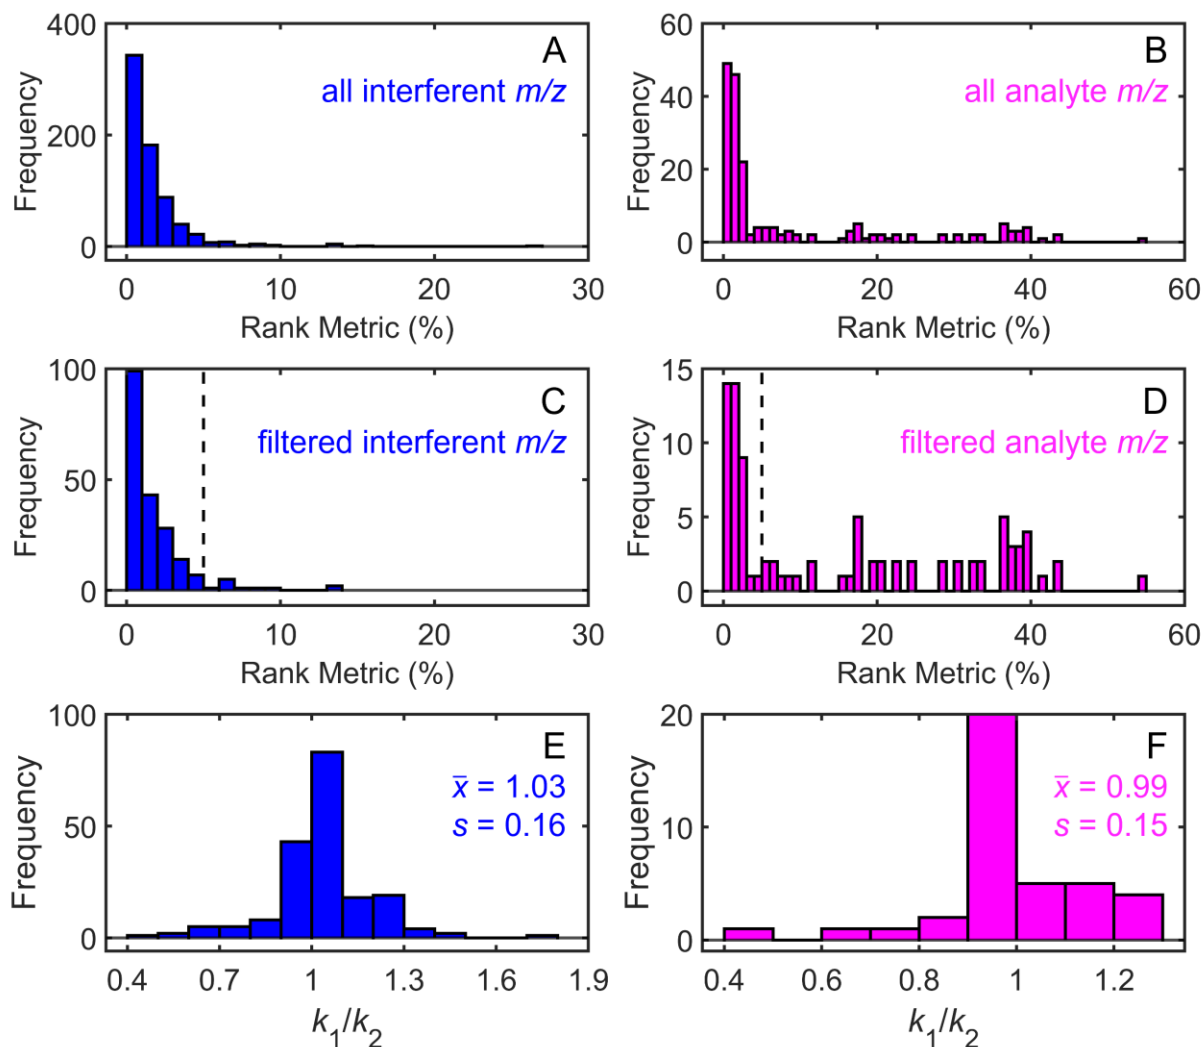 400
200
0
Frequency
A
all interferent m/z
0
10
20
30
Rank Metric (%)
60
40
20
0
Frequency
B
all analyte m/z
0
20
40
60
Rank Metric (%)
100
50
0
Frequency
C
filtered interferent m/z
0
10
20
30
Rank Metric (%)
15
10
5
0
Frequency
D
filtered analyte m/z
0
20
40
60
Rank Metric (%)
100
50
0
Frequency
E
x̄ = 1.03
s = 0.16
0.4
0.7
1
1.3
1.6
1.9
k₁/k₂
20
10
0
Frequency
F
x̄ = 0.99
s = 0.15
0.4
0.6
0.8
1
1.2
k₁/k₂